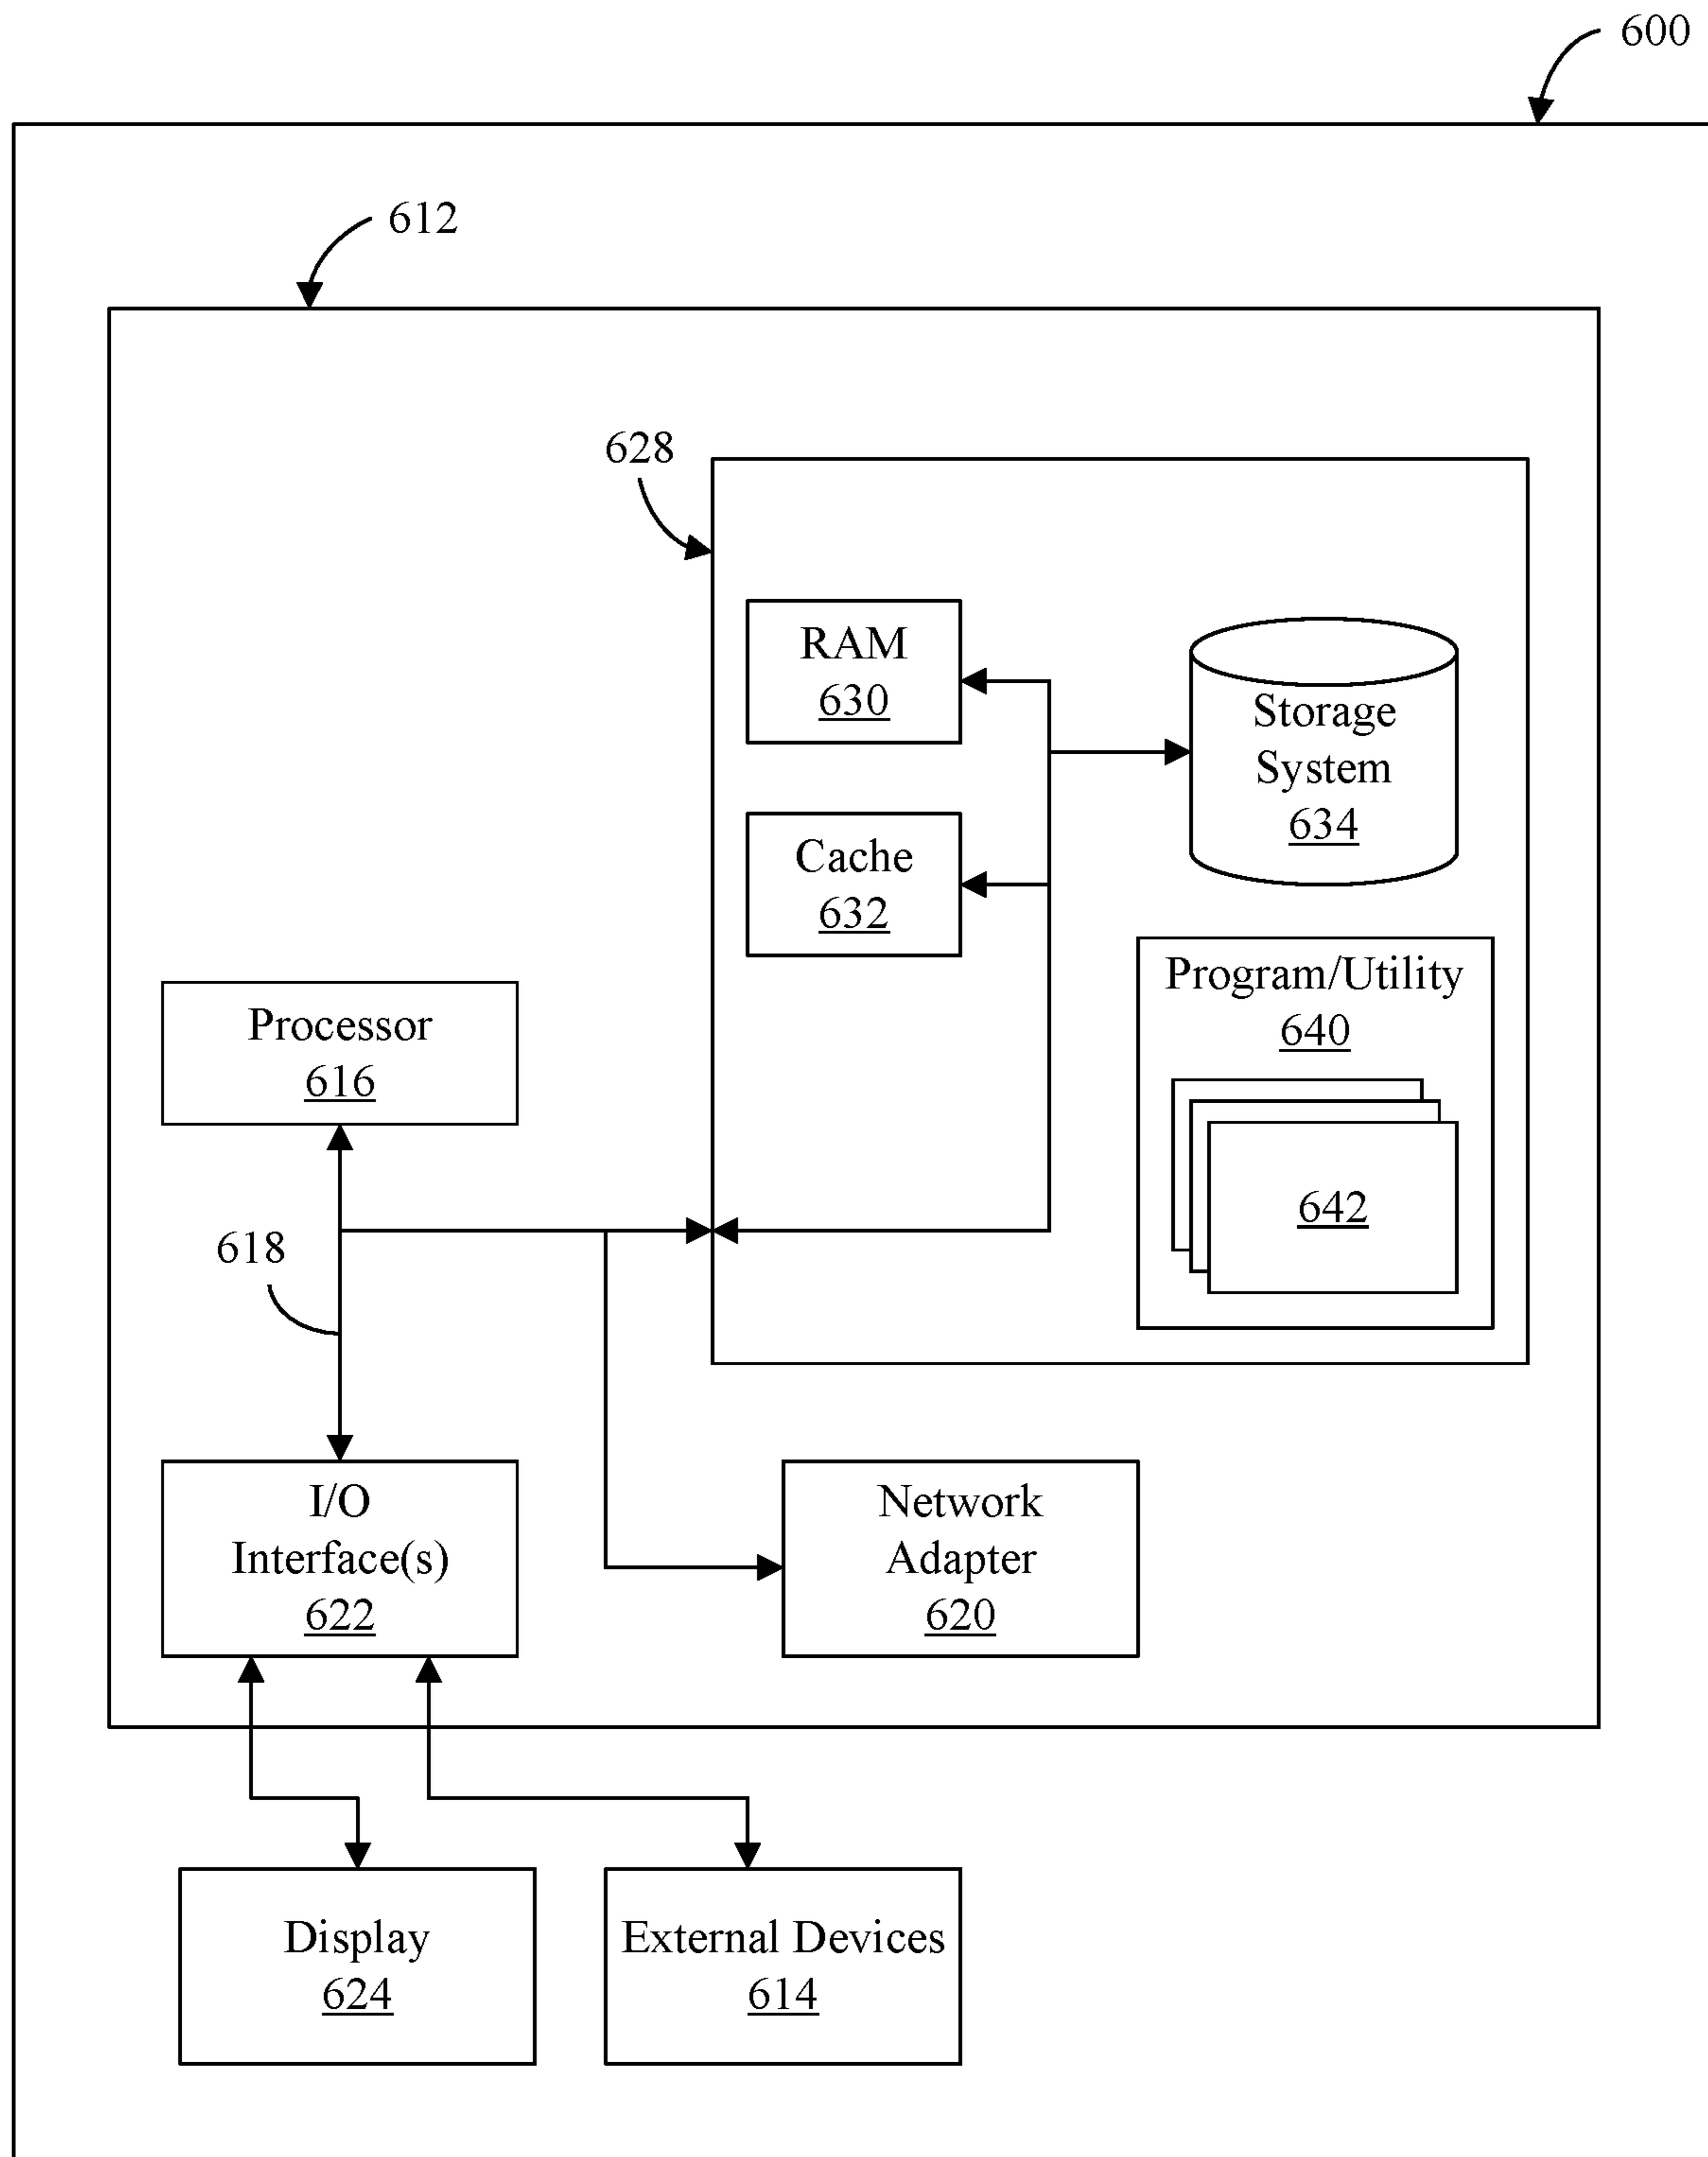 600
612
628
RAM
630
Storage
System
634
Cache
632
Program/Utility
640
642
Processor
616
618
I/O
Interface(s)
622
Network
Adapter
620
Display
624
External Devices
614